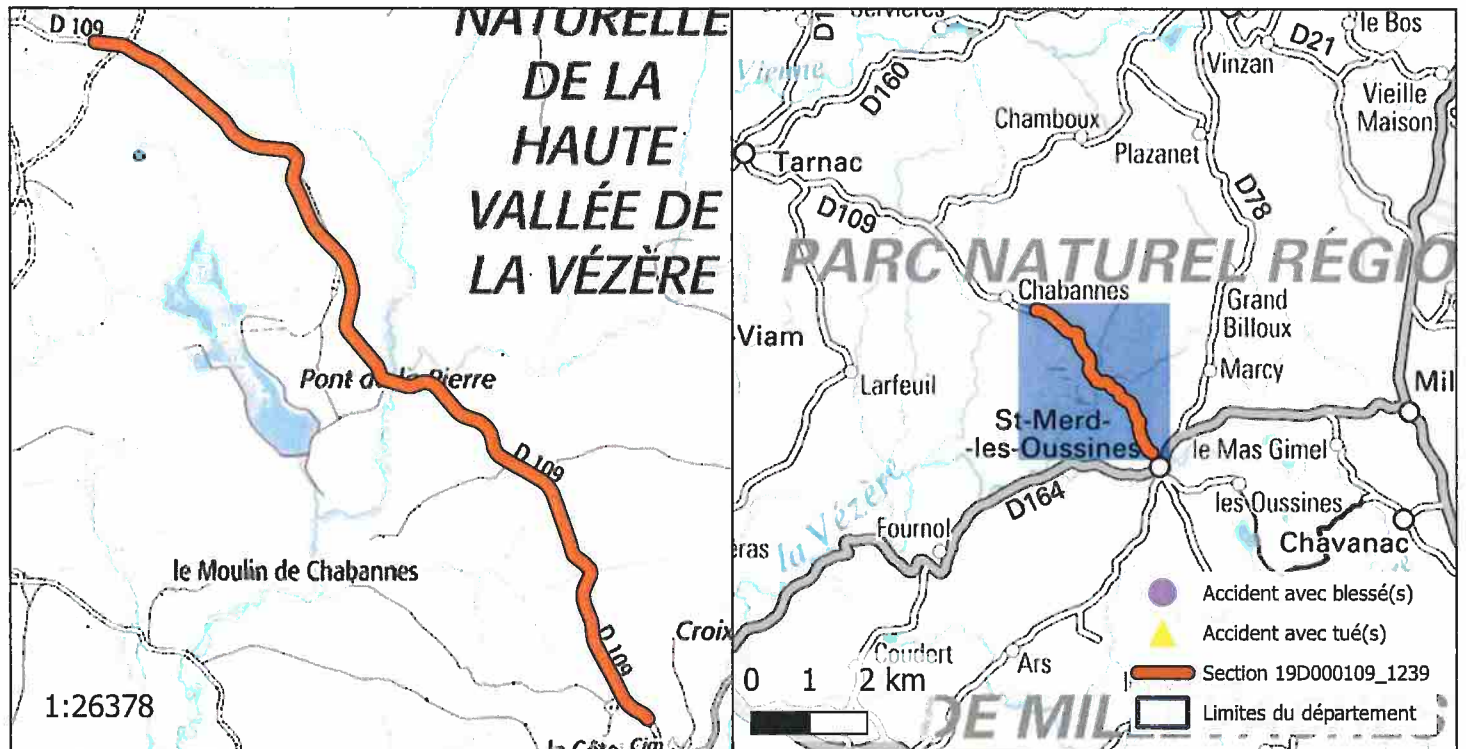 D 109
NATURELLE
DE LA
HAUTE
VALLÉE DE
LA VÉZÈRE
D 109
le Moulin de Chabannes
D 109
Croix
1:26378
Vienne
D160
D21
le Bos
Vinzan
Vieille
Maison
Chamboux
Plazanet
Tarnac
D109
D78
PARC NATUREL RÉGIO
Chabannes
Grand
Billoux
Viam
Larfeuil
Marcy
Mil
St-Merd-
-les-Oussines
le Mas Gimel
D164
les Oussines
la Vézère
Fournol
Chavanac
éras
Coudert
Ars
0 1 2 km
DE MIL
Accident avec blessé(s)
Accident avec tué(s)
Section 19D000109_1239
Limites du département